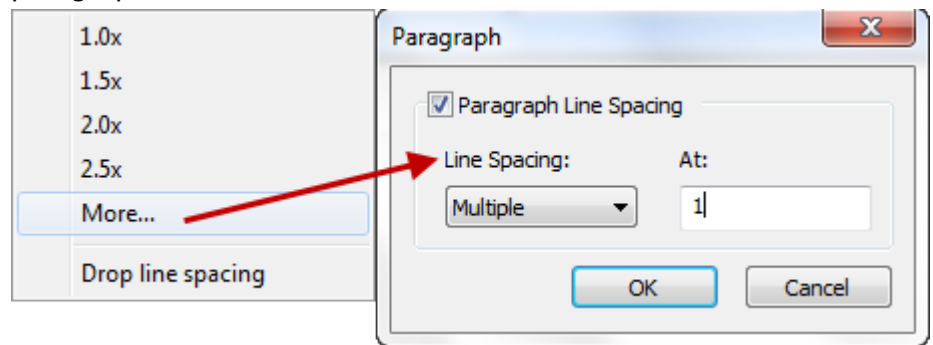 1.0x
1.5x
2.0x
2.5x
More...
Drop line spacing
Paragraph
Paragraph Line Spacing
Line Spacing: At:
Multiple 1
OK Cancel